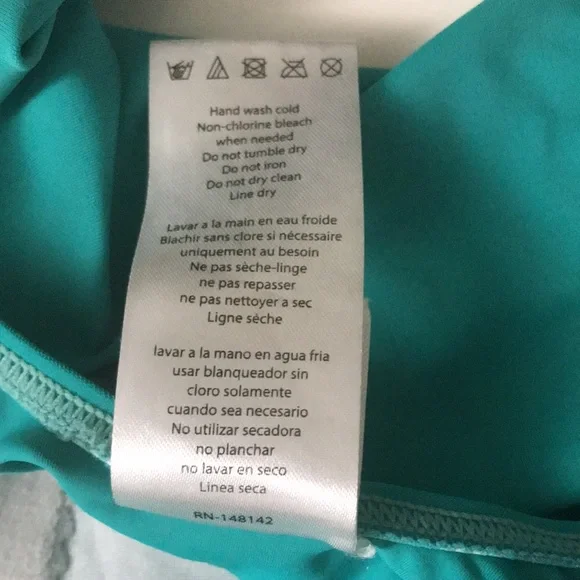 Hand wash cold
Non-chlorine bleach
when needed
Do not tumble dry
Do not iron
Do not dry clean
Line dry
Lavar a la main en eau froide
Blachir sans clore si nécessaire
uniquement au besoin
Ne pas sèche-linge
ne pas repasser
ne pas nettoyer a sec
Ligne sèche
lavar a la mano en agua fria
usar blanqueador sin
cloro solamente
cuando sea necesario
No utilizar secadora
no planchar
no lavar en seco
Linea seca
RN-148142